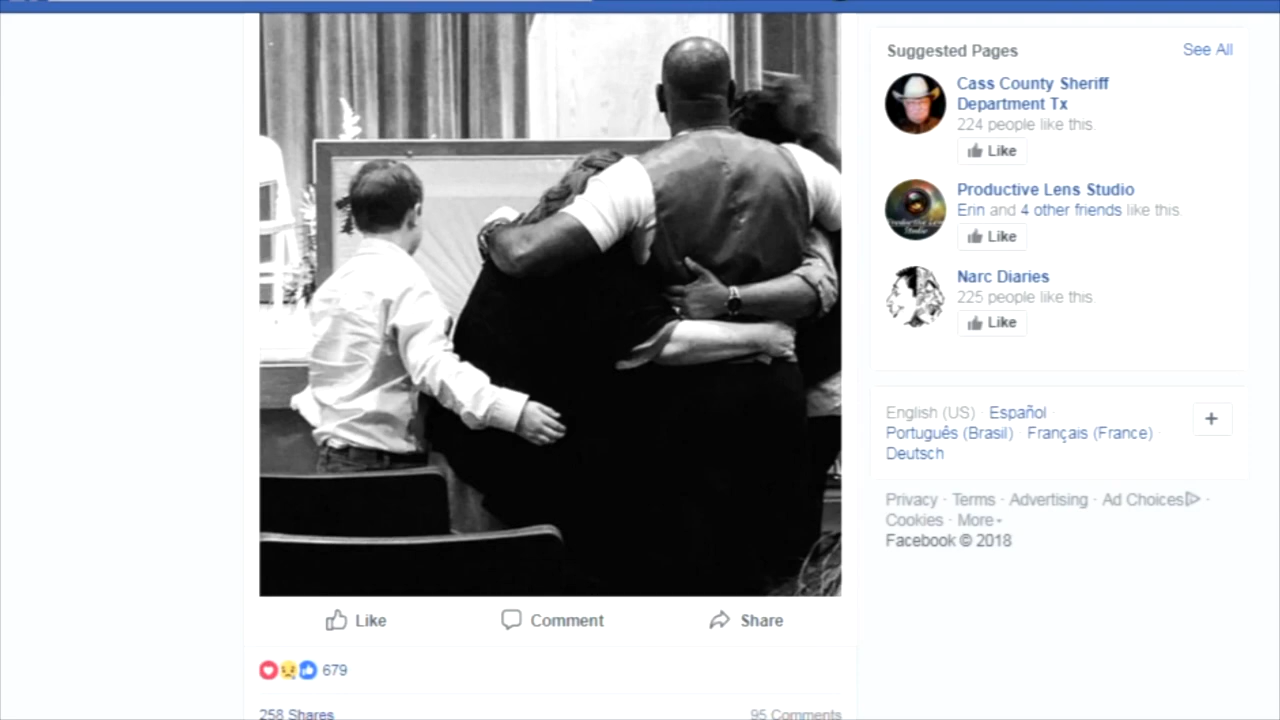 Suggested Pages See All
Cass County Sheriff
Department Tx
224 people like this.
Like
Productive Lens Studio
Erin and 4 other friends like this.
Like
Narc Diaries
225 people like this.
Like
English (US) · Español ·
Português (Brasil) · Français (France) ·
Deutsch
+
Privacy · Terms · Advertising · Ad Choices ·
Cookies · More
Facebook © 2018
Like Comment Share
679
258 Shares 95 Comments